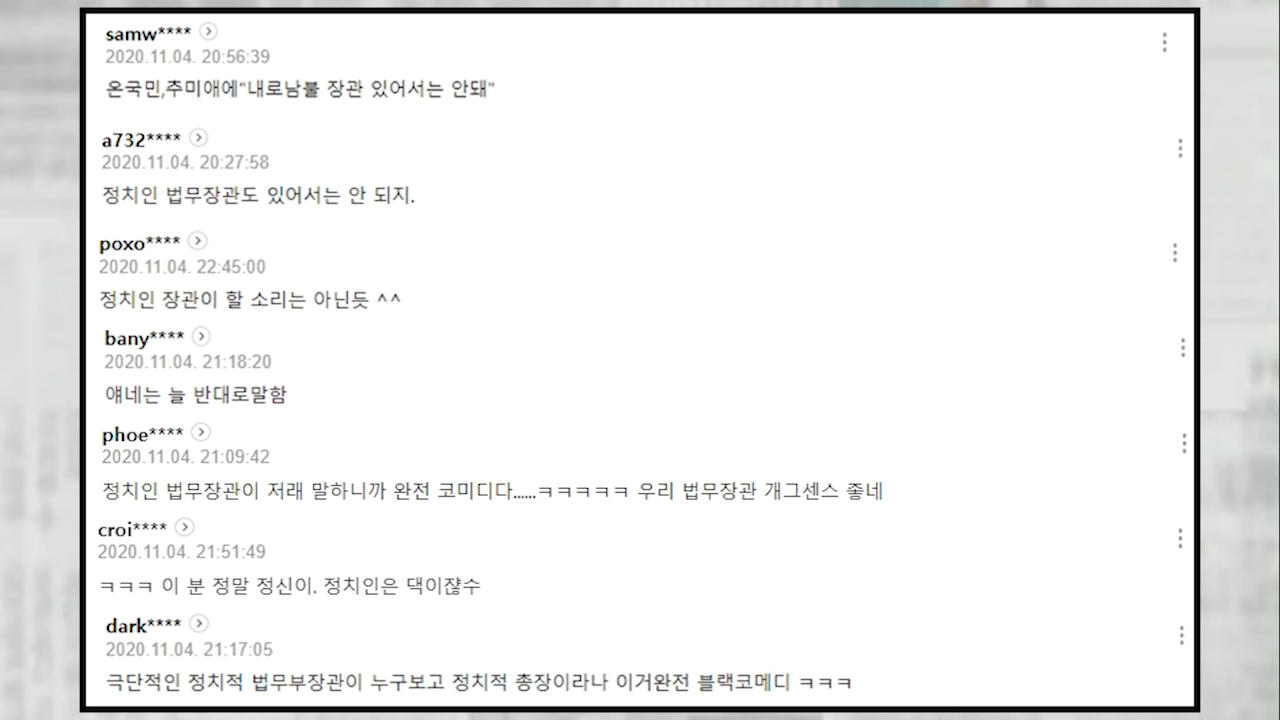 samw****
2020.11.04. 20:56:39
온국민,추미애에"내로남불 장관 있어서는 안돼"
a732****
2020.11.04. 20:27:58
정치인 법무장관도 있어서는 안 되지.
poxo****
2020.11.04. 22:45:00
정치인 장관이 할 소리는 아닌듯 ^^
bany****
2020.11.04. 21:18:20
얘네는 늘 반대로말함
phoe****
2020.11.04. 21:09:42
정치인 법무장관이 저래 말하니까 완전 코미디다......ㅋㅋㅋㅋㅋ 우리 법무장관 개그센스 좋네
croi****
2020.11.04. 21:51:49
ㅋㅋㅋ 이 분 정말 정신이. 정치인은 댁이쟎수
dark****
2020.11.04. 21:17:05
극단적인 정치적 법무부장관이 누구보고 정치적 총장이라나 이거완전 블랙코메디 ㅋㅋㅋ